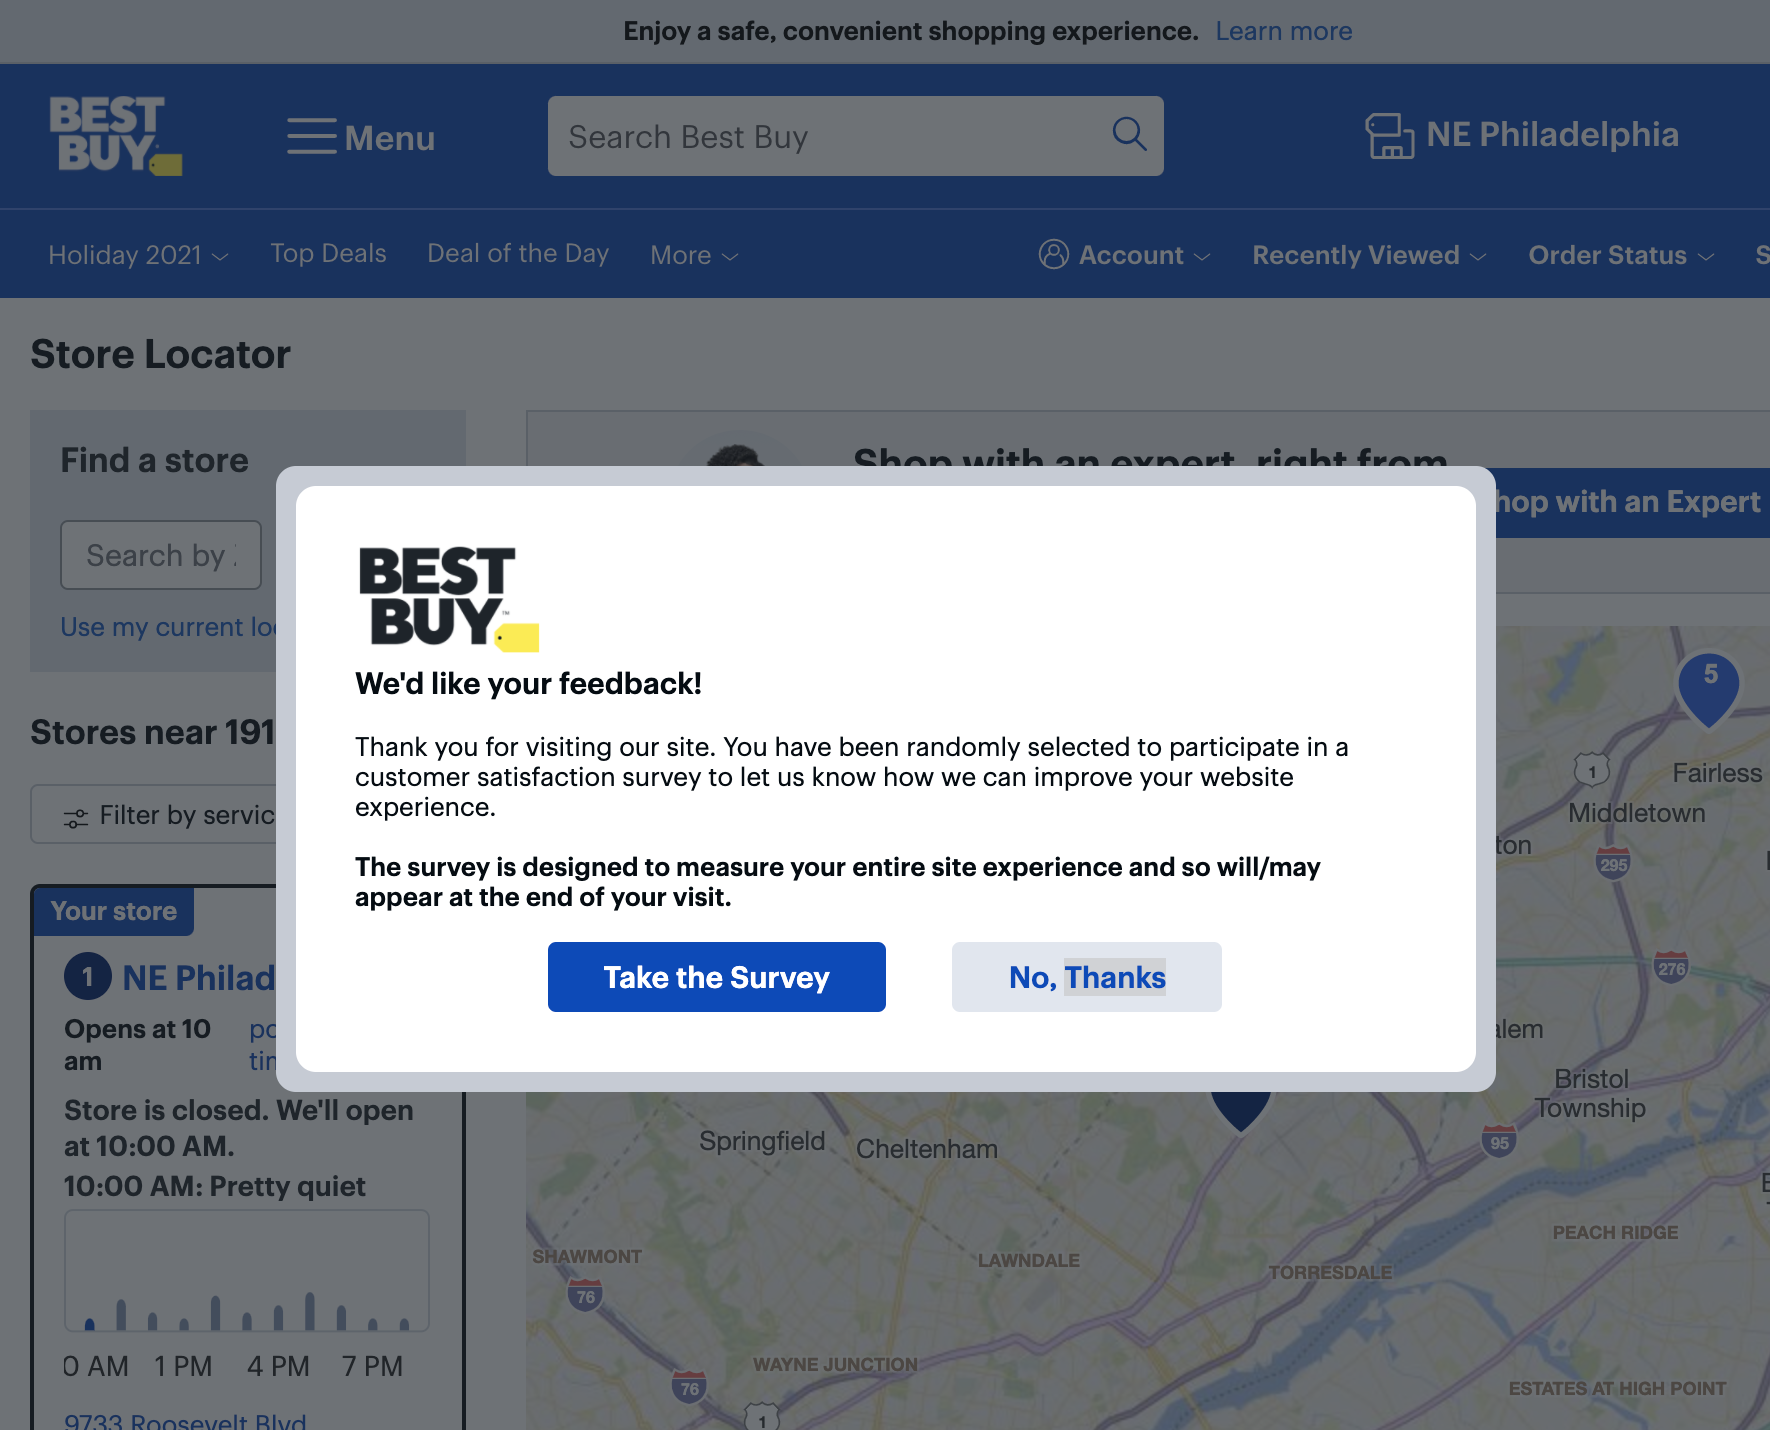 Enjoy a safe, convenient shopping experience. Learn more
BEST
BUY
Menu
Search Best Buy
NE Philadelphia
Holiday 2021
Top Deals
Deal of the Day
More
Account
Recently Viewed
Order Status
Store Locator
Find a store
Search by
Use my current
Shop with an expert, right from
hop with an Expert
BEST
BUY™
We'd like your feedback!
Thank you for visiting our site. You have been randomly selected to participate in a
customer satisfaction survey to let us know how we can improve your website
experience.
The survey is designed to measure your entire site experience and so will/may
appear at the end of your visit.
Take the Survey
No, Thanks
Stores near 191
Filter by servic
Your store
1 NE Philad
Opens at 10
am
Store is closed. We'll open
at 10:00 AM.
10:00 AM: Pretty quiet
0 AM 1 PM 4 PM 7 PM
9733 Roosevelt Blvd
5
1
Fairless
Middletown
ton
295
276
alem
Bristol
Township
95
Springfield
Cheltenham
SHAWMONT
76
LAWNDALE
TORRESDALE
PEACH RIDGE
WAYNE JUNCTION
76
1
ESTATES AT HIGH POINT